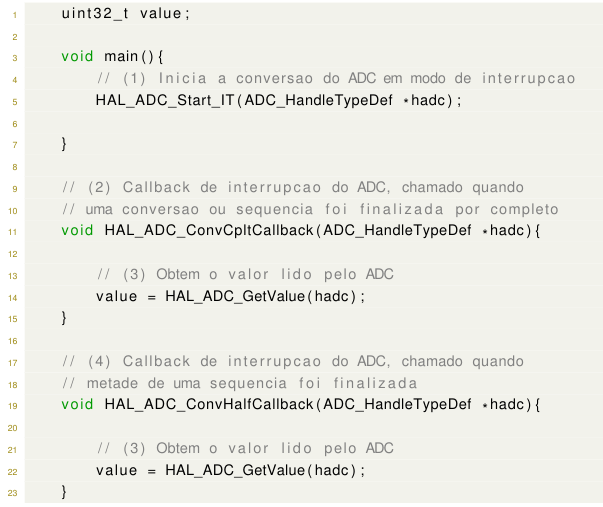 1 uint32_t value;
2
3 void main(){
4 // (1) Inicia a conversao do ADC em modo de interrupcao
5 HAL_ADC_Start_IT(ADC_HandleTypeDef *hadc);
6
7 }
8
9 // (2) Callback de interrupcao do ADC, chamado quando
10 // uma conversao ou sequencia foi finalizada por completo
11 void HAL_ADC_ConvCpltCallback(ADC_HandleTypeDef *hadc){
12
13 // (3) Obtem o valor lido pelo ADC
14 value = HAL_ADC_GetValue(hadc);
15 }
16
17 // (4) Callback de interrupcao do ADC, chamado quando
18 // metade de uma sequencia foi finalizada
19 void HAL_ADC_ConvHalfCallback(ADC_HandleTypeDef *hadc){
20
21 // (3) Obtem o valor lido pelo ADC
22 value = HAL_ADC_GetValue(hadc);
23 }